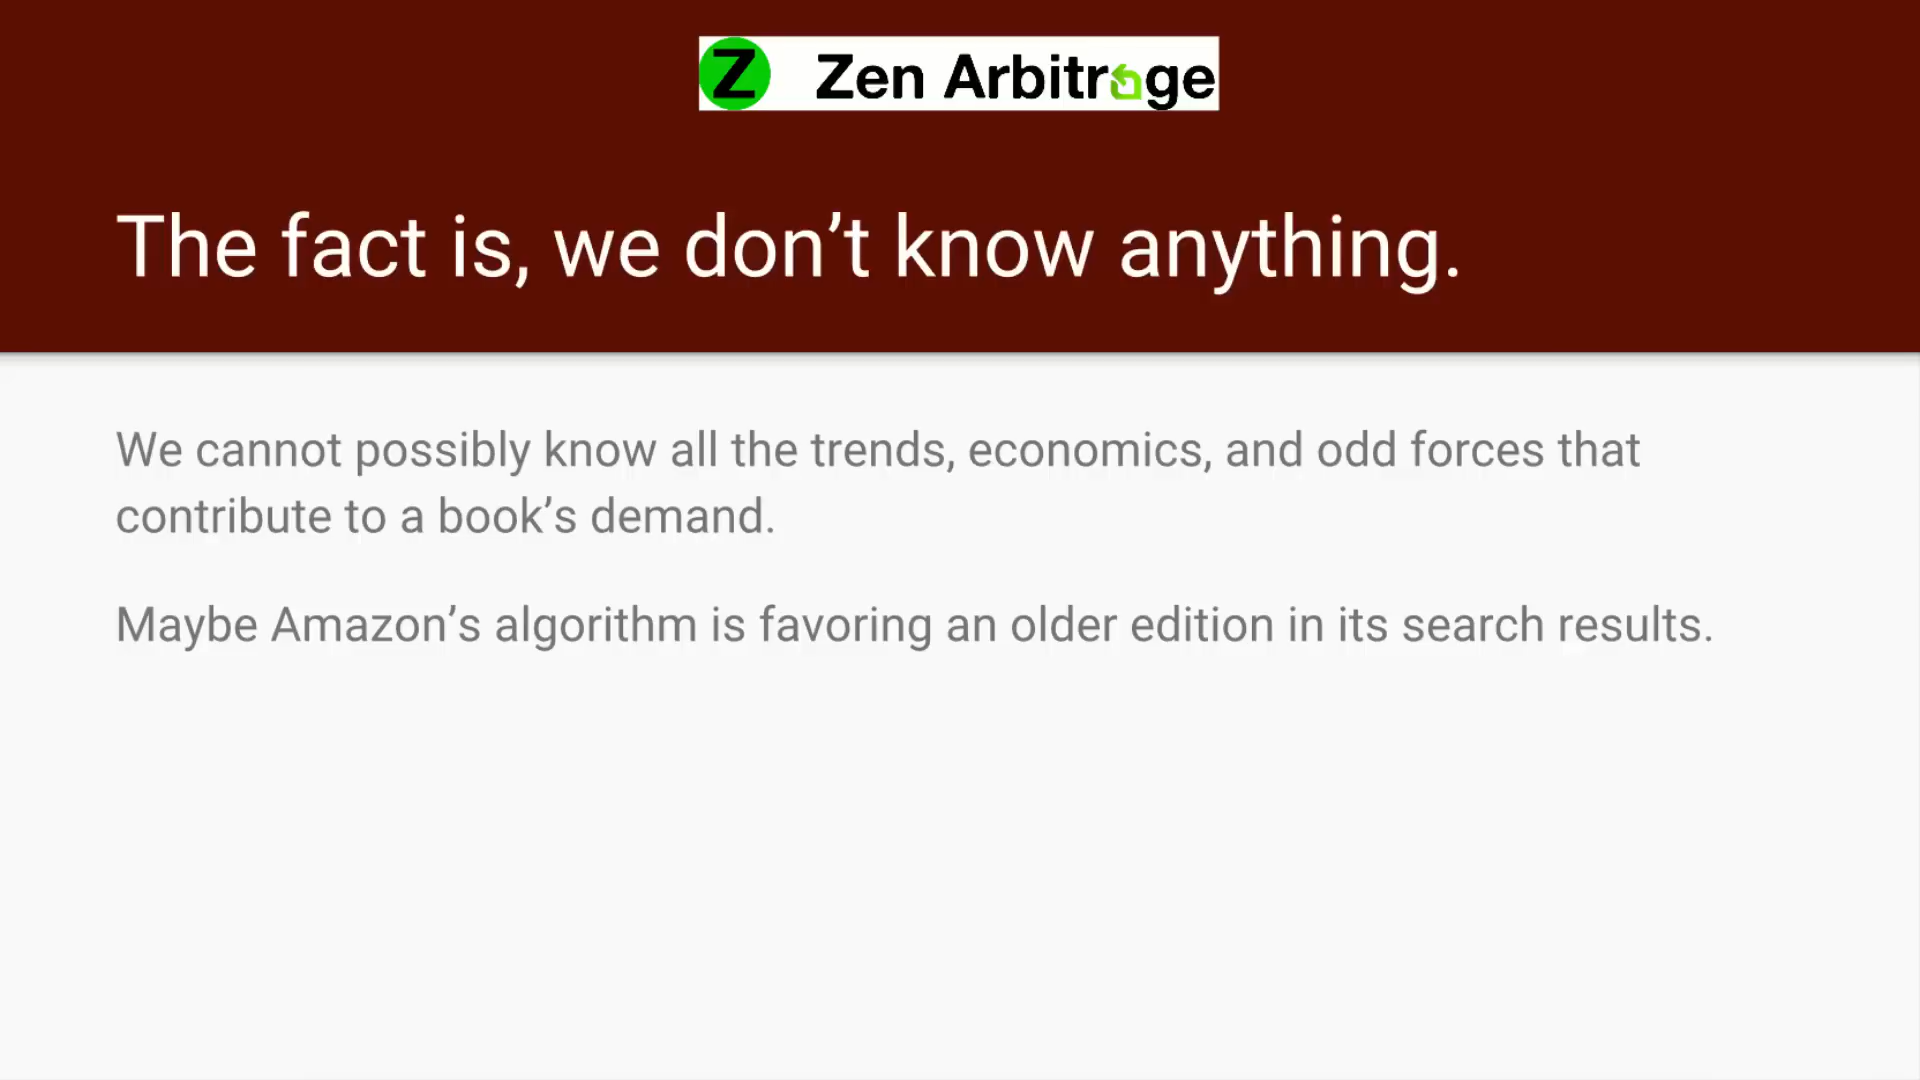 Z Zen Arbitrage
The fact is, we don’t know anything.
We cannot possibly know all the trends, economics, and odd forces that
contribute to a book’s demand.
Maybe Amazon’s algorithm is favoring an older edition in its search results.